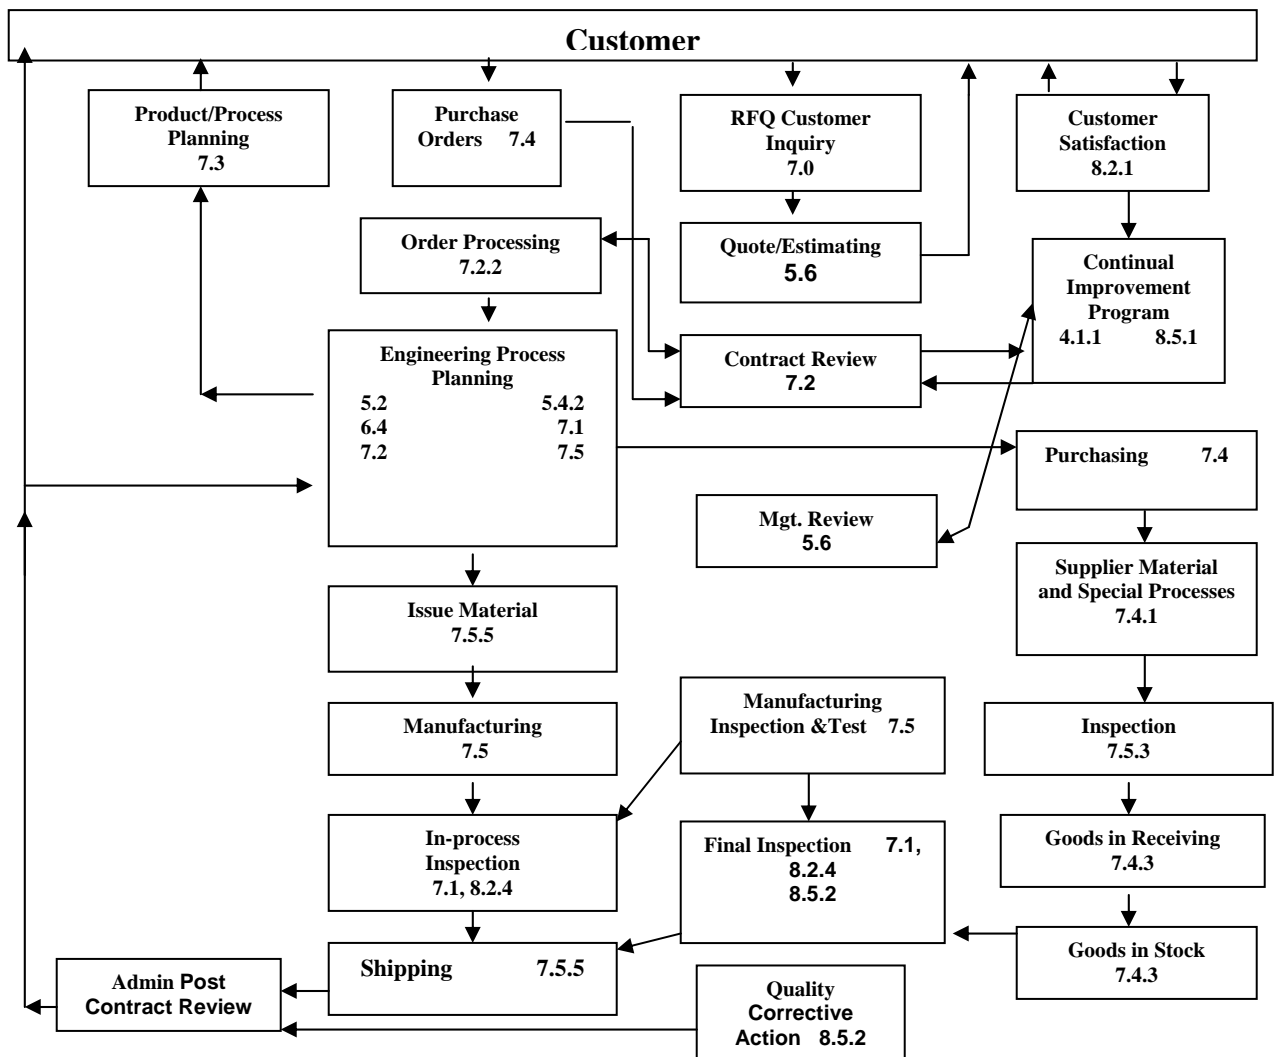 Customer
Product/Process
Planning
7.3
Purchase
Orders 7.4
RFQ Customer
Inquiry
7.0
Customer
Satisfaction
8.2.1
Order Processing
7.2.2
Quote/Estimating
5.6
Continual
Improvement
Program
4.1.1 8.5.1
Engineering Process
Planning
5.2 5.4.2
6.4 7.1
7.2 7.5
Contract Review
7.2
Purchasing 7.4
Mgt. Review
5.6
Supplier Material
and Special Processes
7.4.1
Issue Material
7.5.5
Manufacturing
7.5
Manufacturing
Inspection &Test 7.5
Inspection
7.5.3
In-process
Inspection
7.1, 8.2.4
Final Inspection 7.1,
8.2.4
8.5.2
Goods in Receiving
7.4.3
Shipping 7.5.5
Goods in Stock
7.4.3
Admin Post
Contract Review
Quality
Corrective
Action 8.5.2